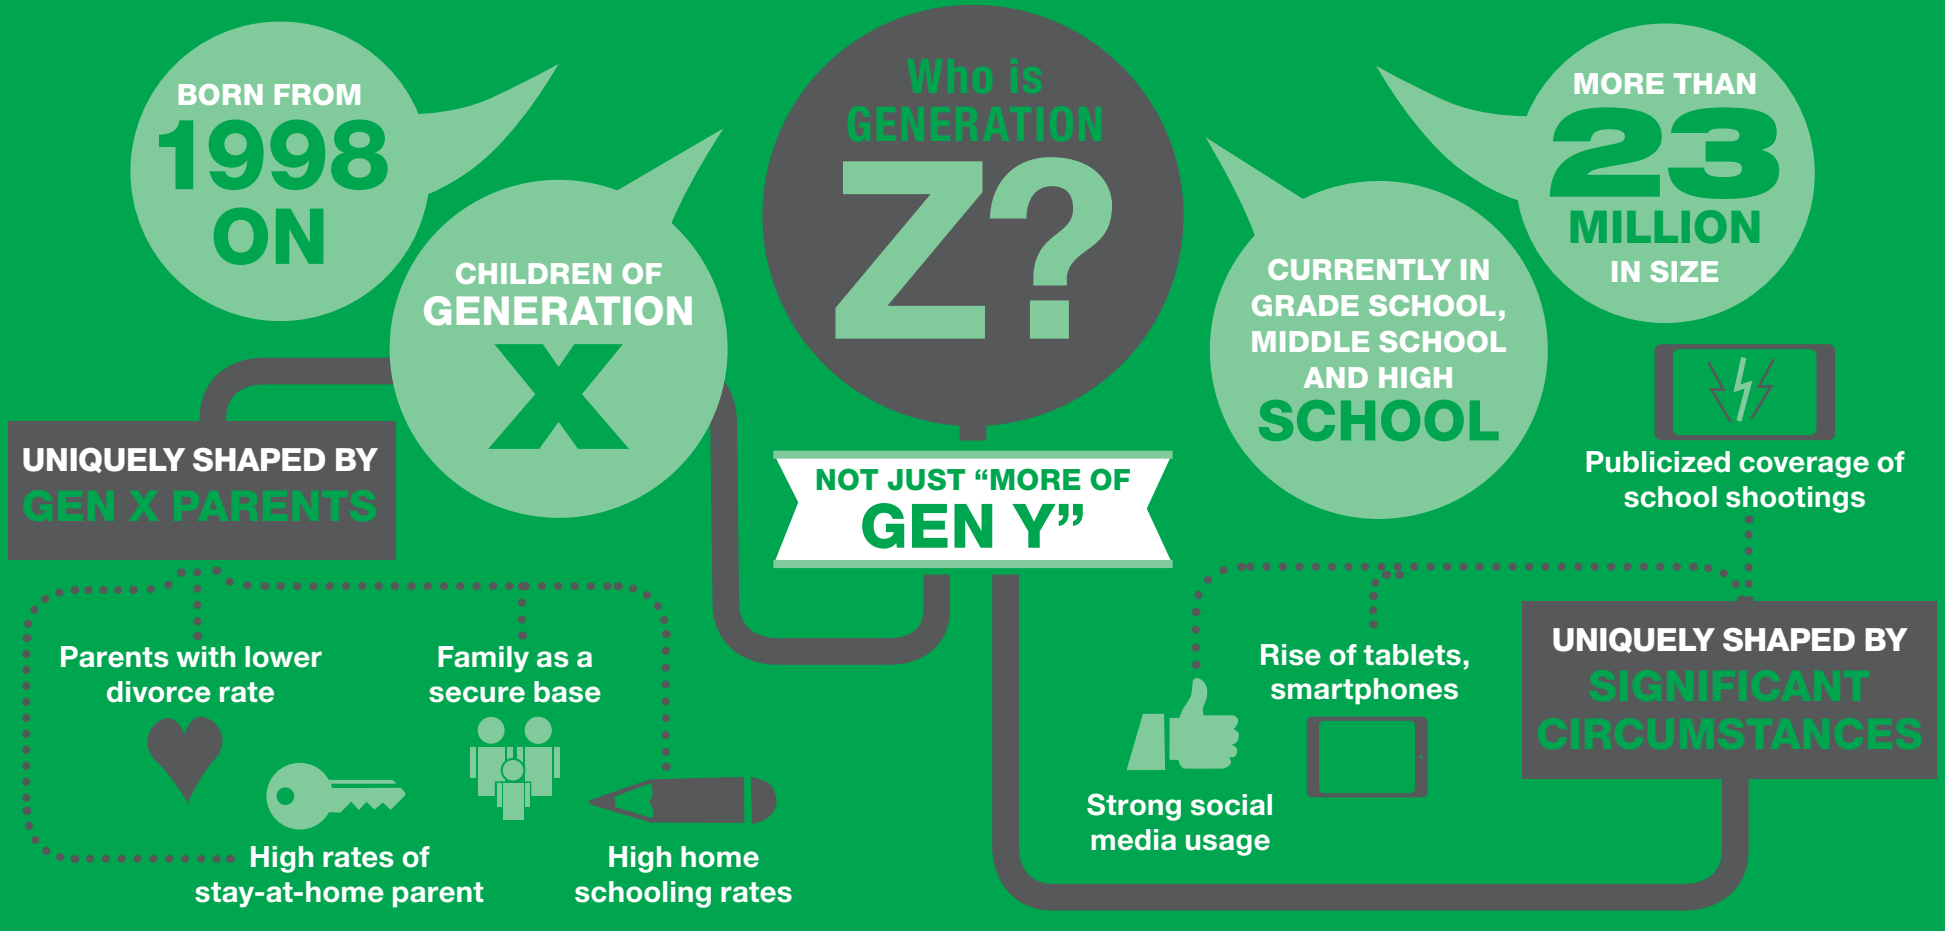 Who is
GENERATION
Z?
BORN FROM
1998
ON
CHILDREN OF
GENERATION
X
CURRENTLY IN
GRADE SCHOOL,
MIDDLE SCHOOL
AND HIGH
SCHOOL
MORE THAN
23
MILLION
IN SIZE
NOT JUST “MORE OF
GEN Y”
UNIQUELY SHAPED BY
GEN X PARENTS
Parents with lower
divorce rate
Family as a
secure base
High rates of
stay-at-home parent
High home
schooling rates
Publicized coverage of
school shootings
UNIQUELY SHAPED BY
SIGNIFICANT
CIRCUMSTANCES
Rise of tablets,
smartphones
Strong social
media usage